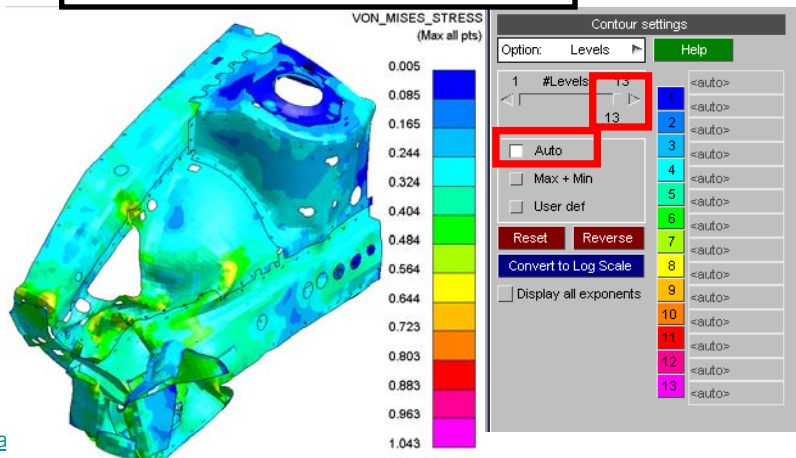 VON_MISES_STRESS
(Max all pts)
0.005
0.085
0.165
0.244
0.324
0.404
0.484
0.564
0.644
0.723
0.803
0.883
0.963
1.043
Contour settings
Option: Levels Help
1 #Levels 13
13
Auto
Max + Min
User def
Reset Reverse
Convert to Log Scale
Display all exponents
<auto>
1 <auto>
2 <auto>
3 <auto>
4 <auto>
5 <auto>
6 <auto>
7 <auto>
8 <auto>
9 <auto>
10 <auto>
11 <auto>
12 <auto>
13 <auto>